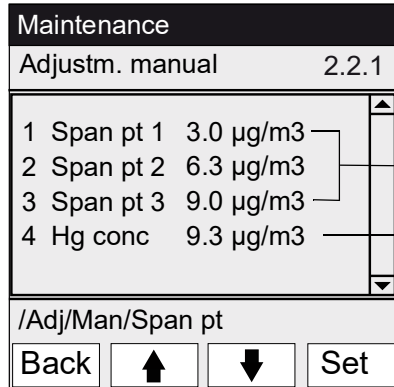 Maintenance
Adjustm. manual 2.2.1
1 Span pt 1 3.0 µg/m3
2 Span pt 2 6.3 µg/m3
3 Span pt 3 9.0 µg/m3
4 Hg conc 9.3 µg/m3
/Adj/Man/Span pt
Back Set